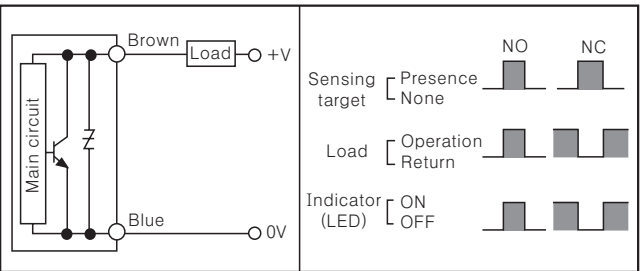 Brown
Load
+V
Main circuit
Blue
0V
NO NC
Sensing target
Presence
None
Load
Operation
Return
Indicator (LED)
ON
OFF